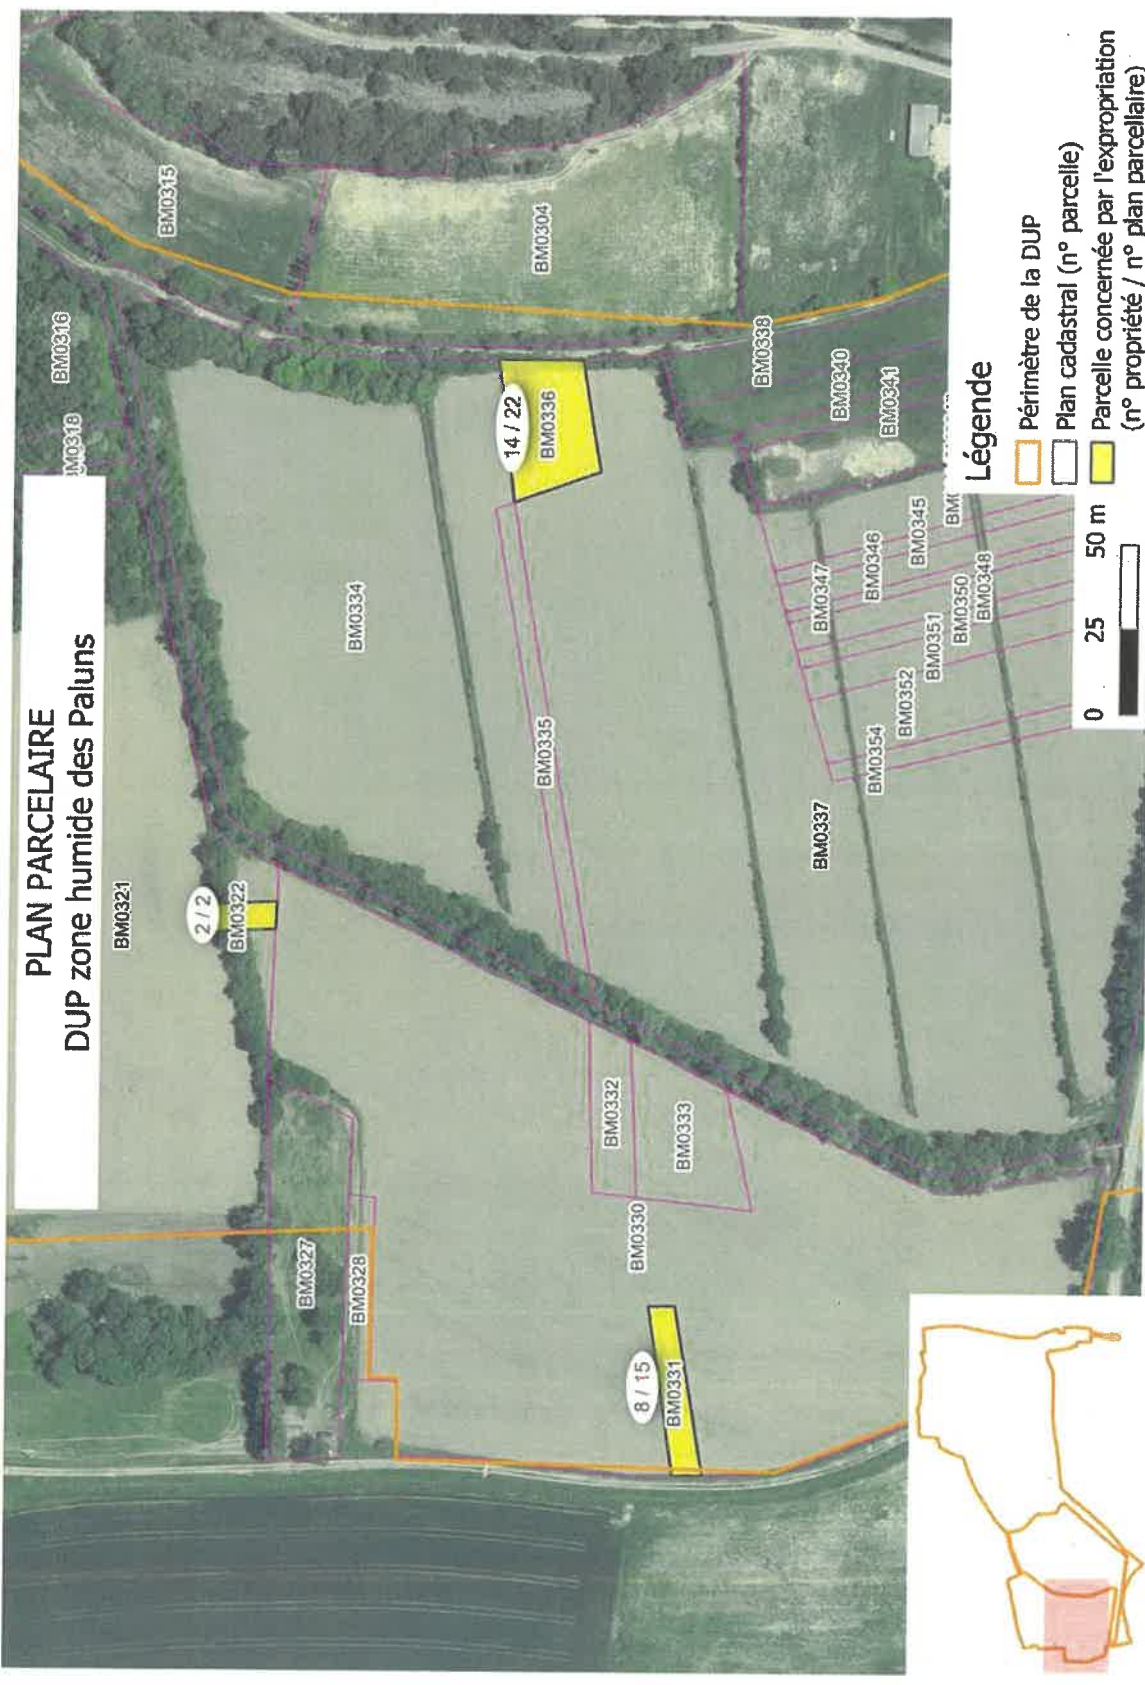 PLAN PARCELAIRE
DUP zone humide des Paluns
BM0321
2 / 2
BM0322
BM0318
BM0316
BM0315
BM0327
BM0328
BM0334
BM0304
14 / 22
BM0336
BM0335
BM0332
BM0333
BM0330
8 / 15
BM0331
BM0337
BM0338
BM0340
BM0341
BM0347
BM0346
BM0345
BM0354
BM0352
BM0351
BM0350
BM0348
Légende
Périmètre de la DUP
Plan cadastral (n° parcelle)
Parcelle concernée par l'expropriation
(n° propriété / n° plan parcellaire)
0 25 50 m